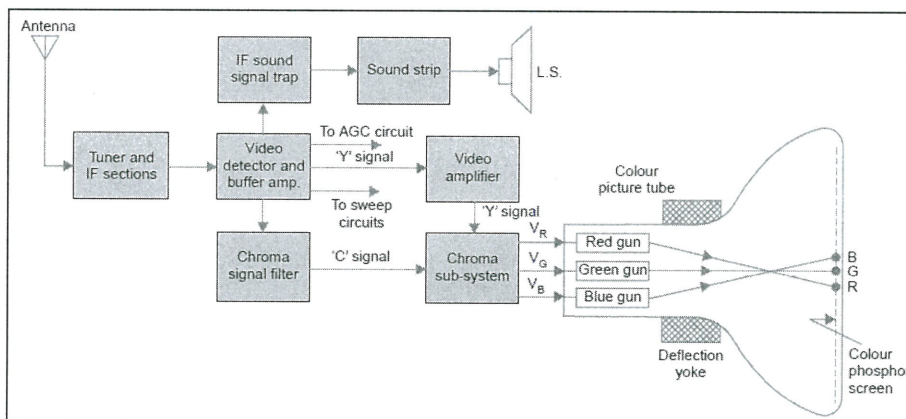 Antenna
IF sound
signal trap
Sound strip
L.S.
Tuner and
IF sections
Video
detector and
buffer amp.
To AGC circuit
'Y' signal
To sweep
circuits
Video
amplifier
'Y' signal
Chroma
signal filter
'C' signal
Chroma
sub-system
V_R
V_G
V_B
Colour
picture tube
Red gun
Green gun
Blue gun
B
G
R
Deflection
yoke
Colour
phospho
screen